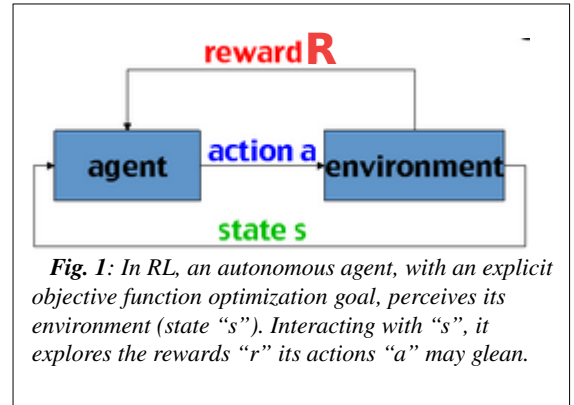 reward R
agent
action a
environment
state s
Fig. 1: In RL, an autonomous agent, with an explicit
objective function optimization goal, perceives its
environment (state “s”). Interacting with “s”, it
explores the rewards “r” its actions “a” may glean.